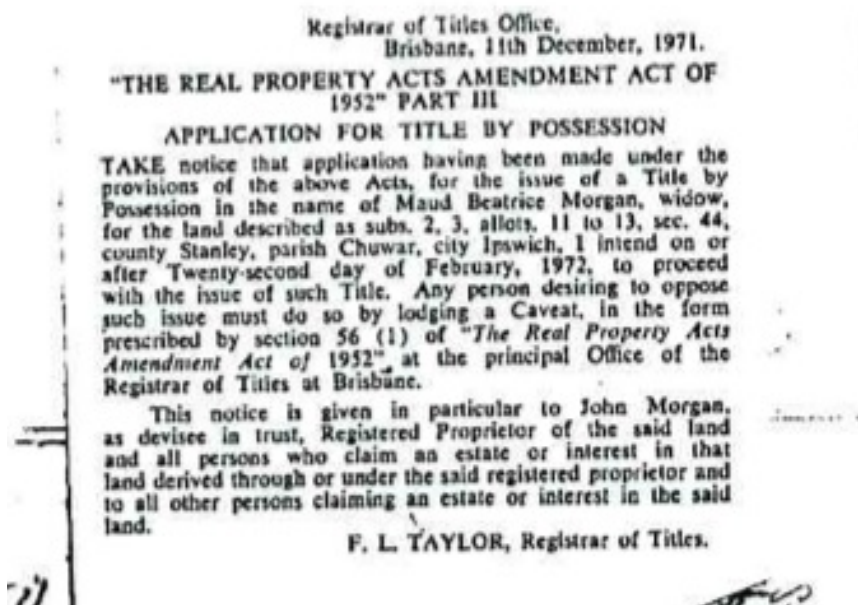 Registrar of Titles Office,
Brisbane, 11th December, 1971.
"THE REAL PROPERTY ACTS AMENDMENT ACT OF
1952" PART III
APPLICATION FOR TITLE BY POSSESSION
TAKE notice that application having been made under the
provisions of the above Acts, for the issue of a Title by
Possession in the name of Maud Beatrice Morgan, widow,
for the land described as subs. 2, 3, allots. 11 to 13, sec. 44,
county Stanley, parish Chuwar, city Ipswich, I intend on or
after Twenty-second day of February, 1972, to proceed
with the issue of such Title. Any person desiring to oppose
such issue must do so by lodging a Caveat, in the form
prescribed by section 56 (1) of "The Real Property Acts
Amendment Act of 1952", at the principal Office of the
Registrar of Titles at Brisbane.
This notice is given in particular to John Morgan,
as devisee in trust, Registered Proprietor of the said land
and all persons who claim an estate or interest in that
land derived through or under the said registered proprietor and
to all other persons claiming an estate or interest in the said
land.
F. L. TAYLOR, Registrar of Titles.